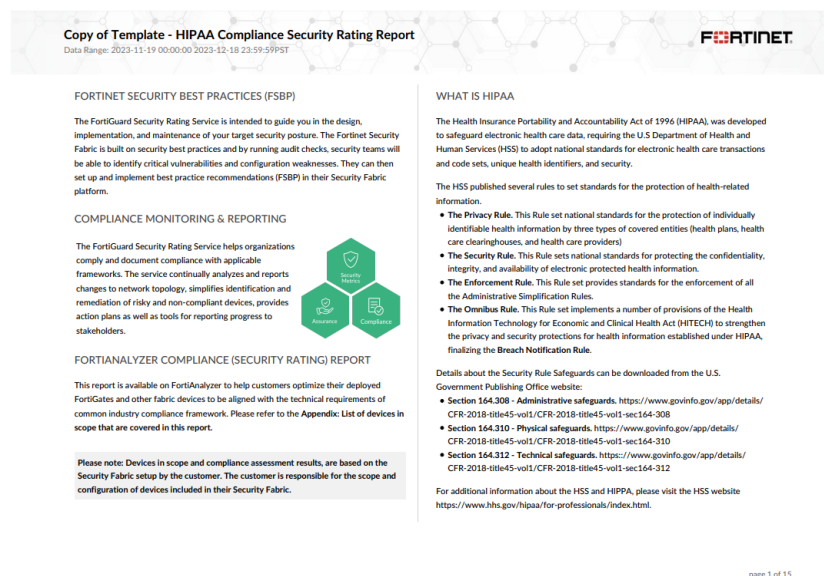 Copy of Template - HIPAA Compliance Security Rating Report
Data Range: 2023-11-19 00:00:00 2023-12-18 23:59:59PST
FORTINET
FORTINET SECURITY BEST PRACTICES (FSBP)
The FortiGuard Security Rating Service is intended to guide you in the design,
implementation, and maintenance of your target security posture. The Fortinet Security
Fabric is built on security best practices and by running audit checks, security teams will
be able to identify critical vulnerabilities and configuration weaknesses. They can then
set up and implement best practice recommendations (FSBP) in their Security Fabric
platform.
COMPLIANCE MONITORING & REPORTING
The FortiGuard Security Rating Service helps organizations
comply and document compliance with applicable
frameworks. The service continually analyzes and reports
changes to network topology, simplifies identification and
remediation of risky and non-compliant devices, provides
action plans as well as tools for reporting progress to
stakeholders.
Security
Metrics
Assurance
Compliance
FORTIANALYZER COMPLIANCE (SECURITY RATING) REPORT
This report is available on FortiAnalyzer to help customers optimize their deployed
FortiGates and other fabric devices to be aligned with the technical requirements of
common industry compliance framework. Please refer to the Appendix: List of devices in
scope that are covered in this report.
Please note: Devices in scope and compliance assessment results, are based on the
Security Fabric setup by the customer. The customer is responsible for the scope and
configuration of devices included in their Security Fabric.
WHAT IS HIPAA
The Health Insurance Portability and Accountability Act of 1996 (HIPAA), was developed
to safeguard electronic health care data, requiring the U.S Department of Health and
Human Services (HSS) to adopt national standards for electronic health care transactions
and code sets, unique health identifiers, and security.
The HSS published several rules to set standards for the protection of health-related
information.
• The Privacy Rule. This Rule set national standards for the protection of individually
identifiable health information by three types of covered entities (health plans, health
care clearinghouses, and health care providers)
• The Security Rule. This Rule sets national standards for protecting the confidentiality,
integrity, and availability of electronic protected health information.
• The Enforcement Rule. This Rule set provides standards for the enforcement of all
the Administrative Simplification Rules.
• The Omnibus Rule. This Rule set implements a number of provisions of the Health
Information Technology for Economic and Clinical Health Act (HITECH) to strengthen
the privacy and security protections for health information established under HIPAA,
finalizing the Breach Notification Rule.
Details about the Security Rule Safeguards can be downloaded from the U.S.
Government Publishing Office website:
• Section 164.308 - Administrative safeguards. https://www.govinfo.gov/app/details/
CFR-2018-title45-vol1/CFR-2018-title45-vol1-sec164-308
• Section 164.310 - Physical safeguards. https://www.govinfo.gov/app/details/
CFR-2018-title45-vol1/CFR-2018-title45-vol1-sec164-310
• Section 164.312 - Technical safeguards. https:://www.govinfo.gov/app/details/
CFR-2018-title45-vol1/CFR-2018-title45-vol1-sec164-312
For additional information about the HSS and HIPPA, please visit the HSS website
https://www.hhs.gov/hipaa/for-professionals/index.html.
page 1 of 15